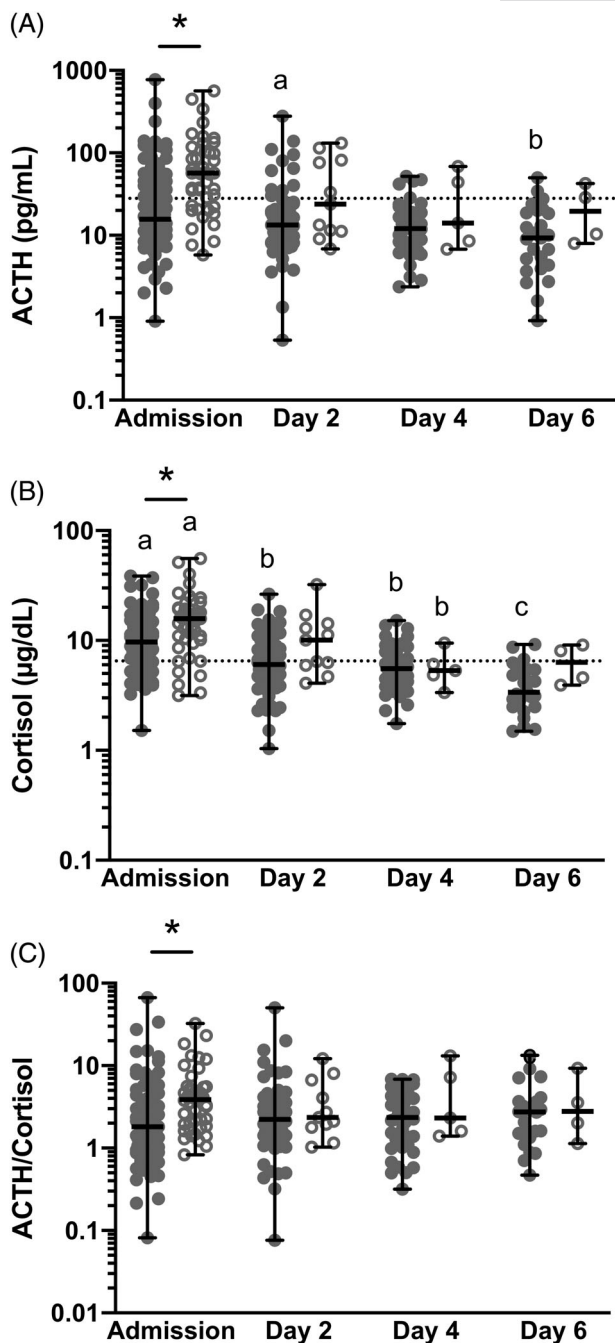 (A)
*
1000
a
100
b
10
1
0.1
ACTH (pg/mL)
Admission Day 2 Day 4 Day 6
(B)
*
100
a a
b
b b
c
10
1
0.1
Cortisol (µg/dL)
Admission Day 2 Day 4 Day 6
(C)
*
100
10
1
0.1
0.01
ACTH/Cortisol
Admission Day 2 Day 4 Day 6